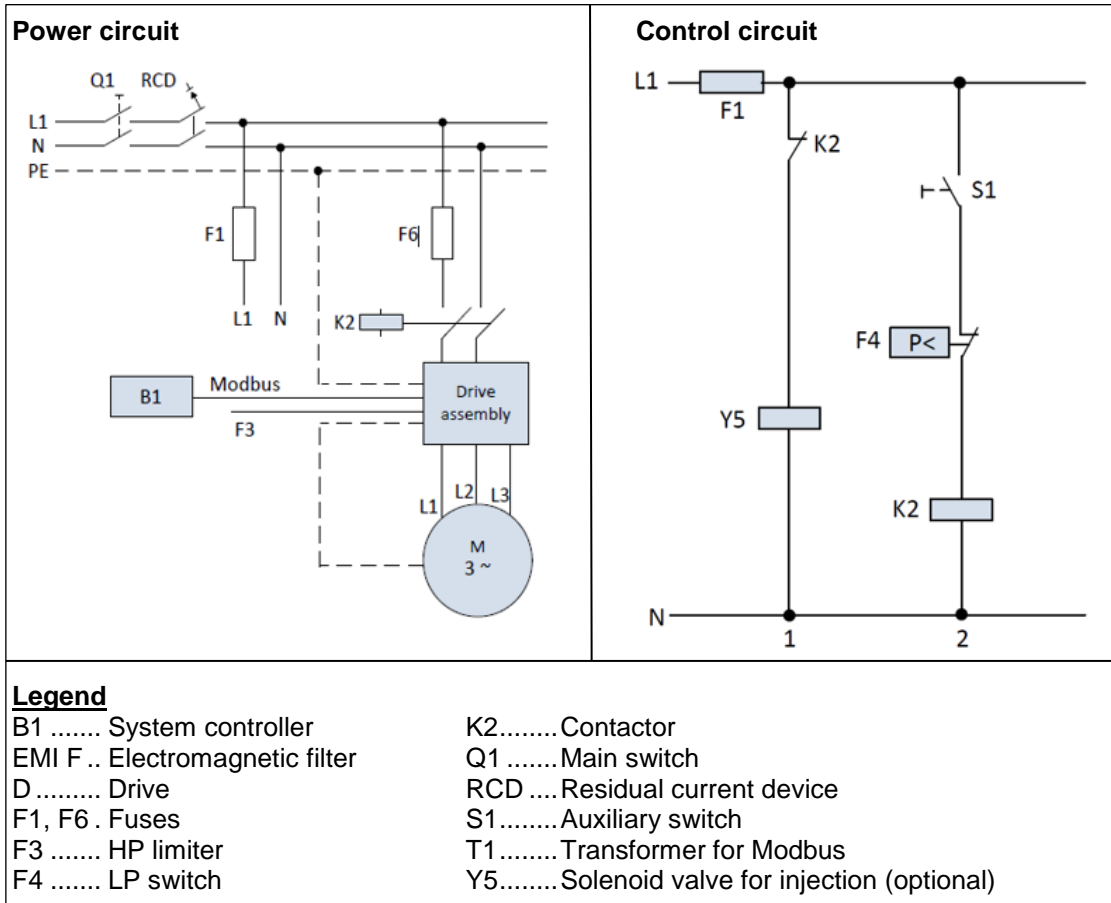 Power circuit
Q1 RCD
L1
N
PE
F1 F6
L1 N K2
B1 Modbus Drive
assembly
F3
L1 L2 L3
M
3 ~
Control circuit
L1
F1
K2
S1
F4 P<
Y5
K2
N
1 2
Legend
B1 ....... System controller
EMI F .. Electromagnetic filter
D ......... Drive
F1, F6 . Fuses
F3 ....... HP limiter
F4 ....... LP switch
K2........Contactor
Q1 .......Main switch
RCD ....Residual current device
S1........Auxiliary switch
T1........Transformer for Modbus
Y5........Solenoid valve for injection (optional)